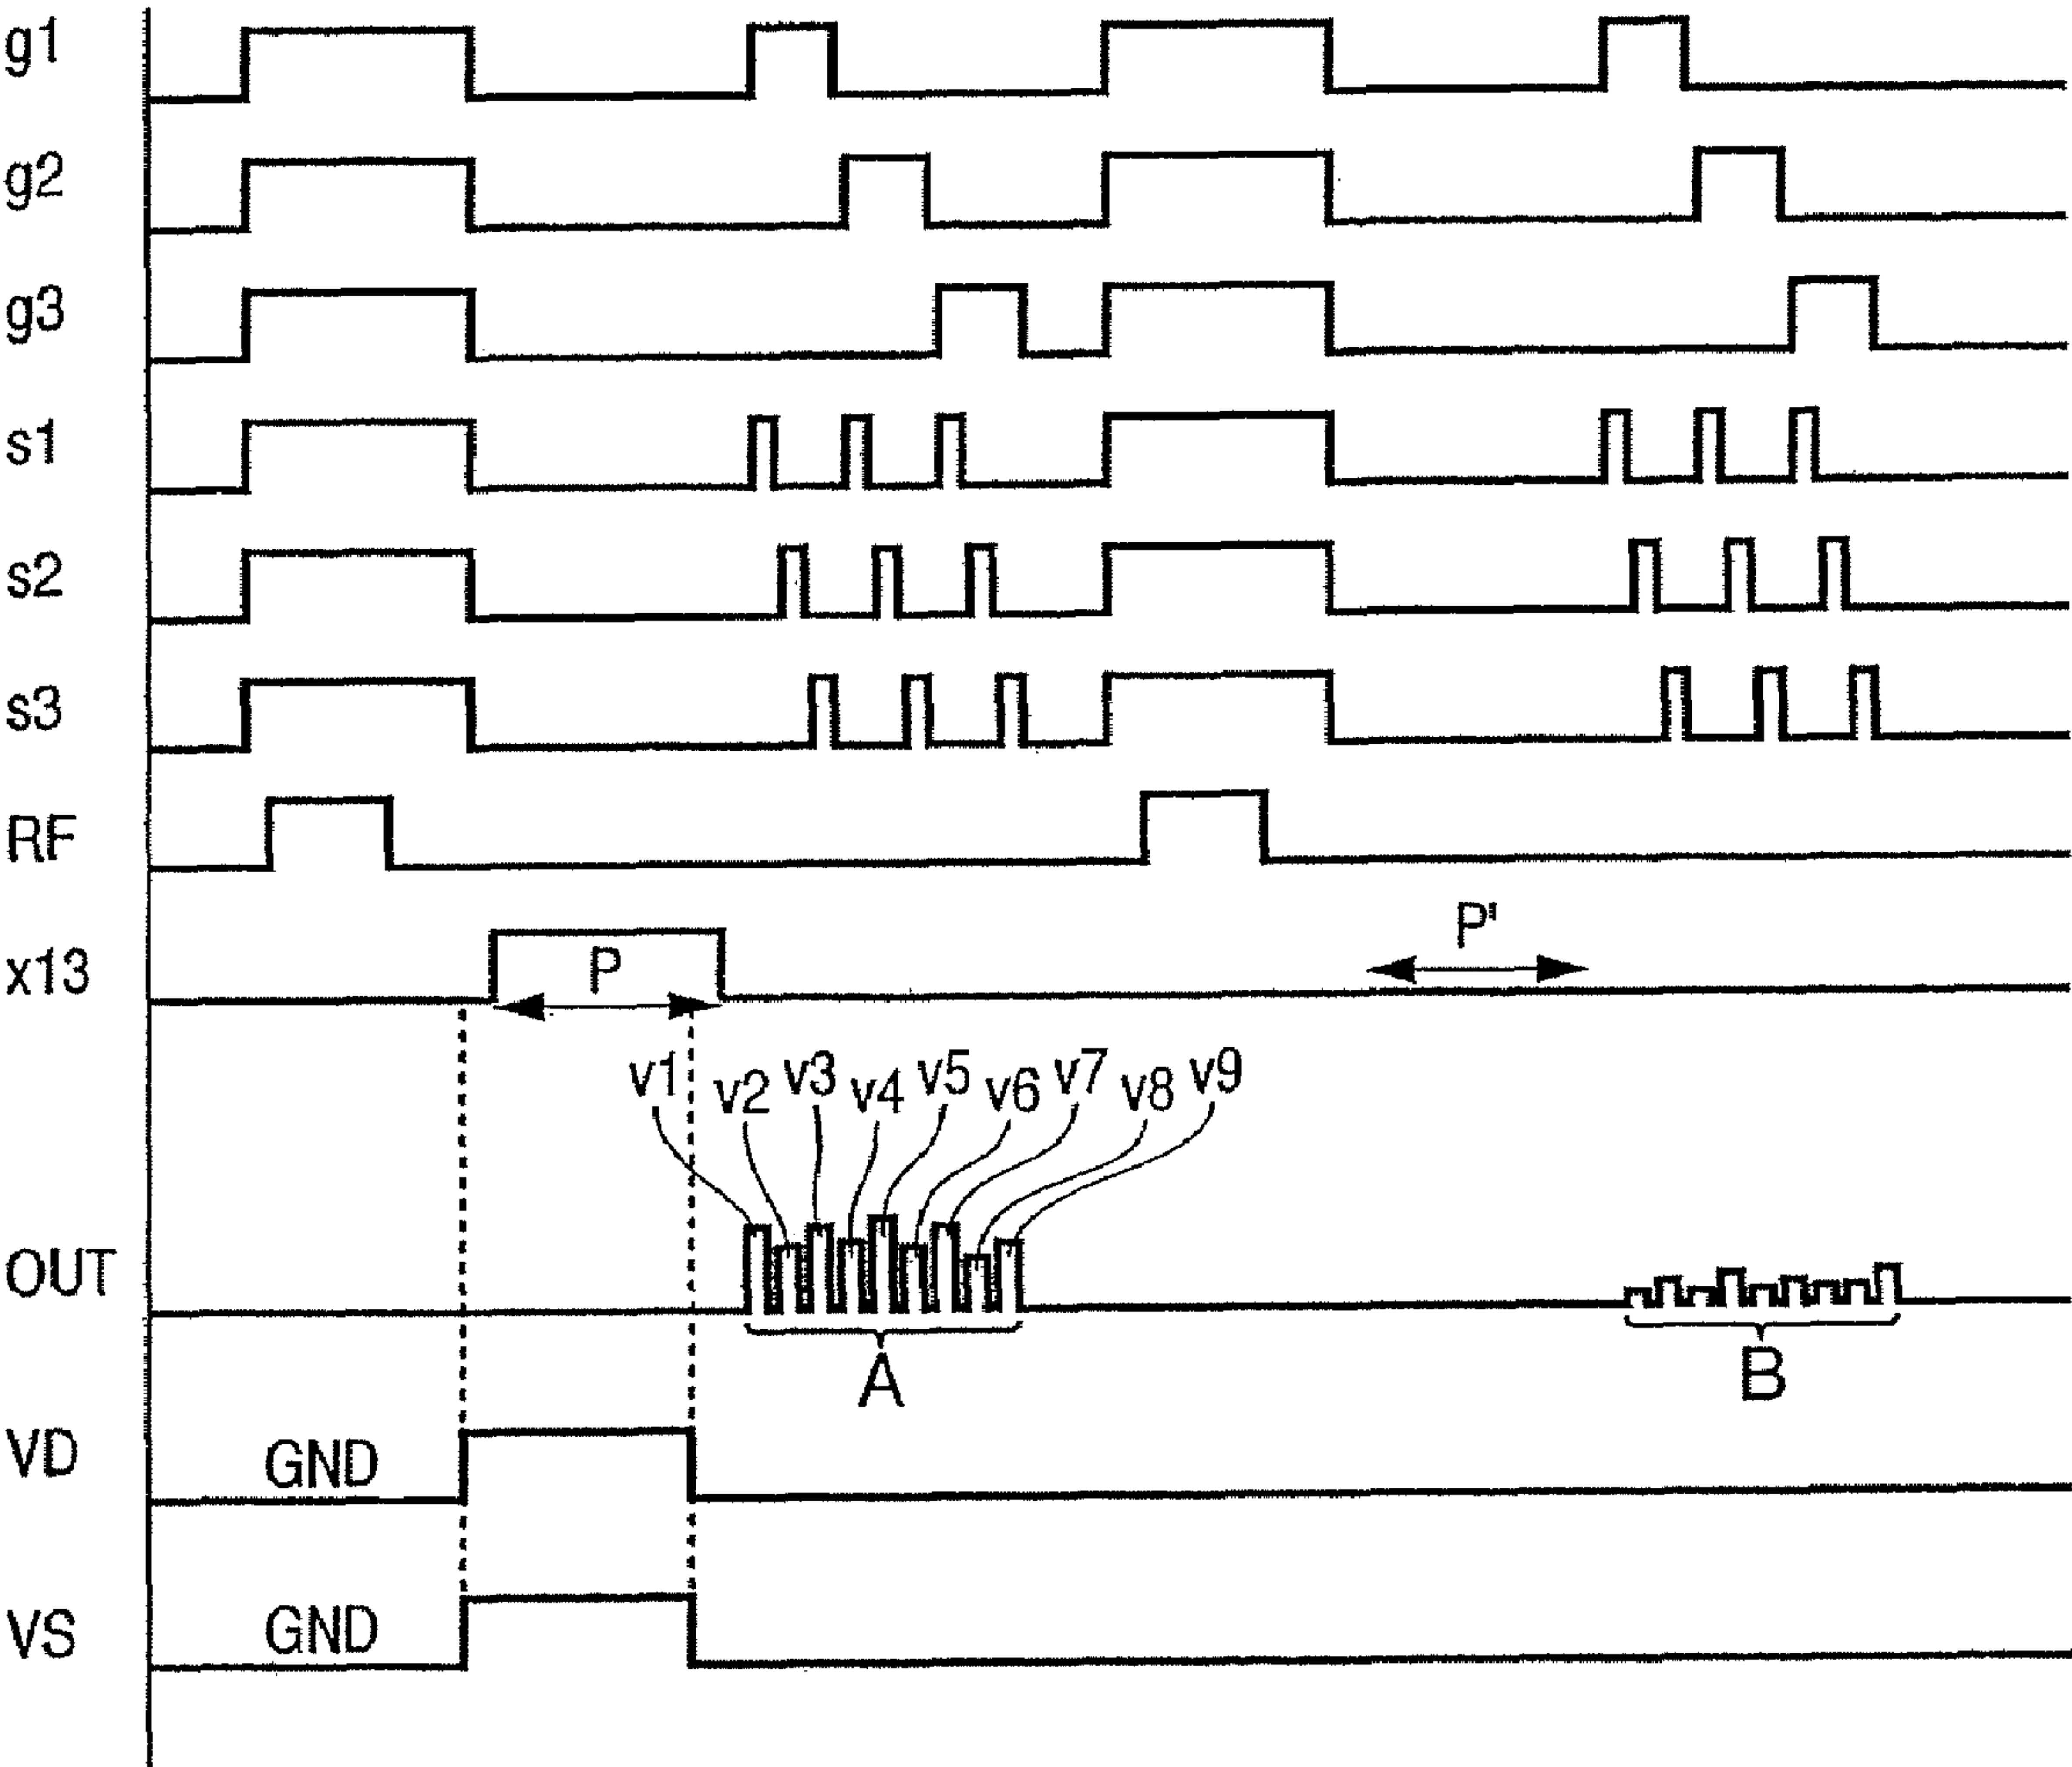 g1
g2
g3
s1
s2
s3
RF
x13
P
P'
v1 v2 v3 v4 v5 v6 v7 v8 v9
OUT
A
B
VD
GND
VS
GND